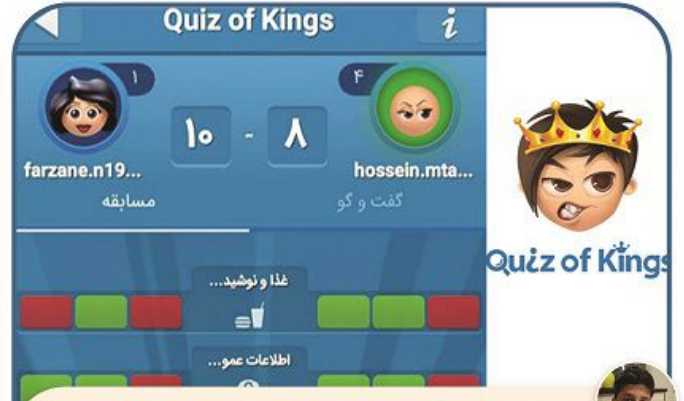 Quiz of Kings
i
۱
۴
۱۰ - ۸
farzane.n19...
hossein.mta...
مسابقه
گفت و گو
Quiz of Kings
غذا و نوشید...
اطلاعات عمو...